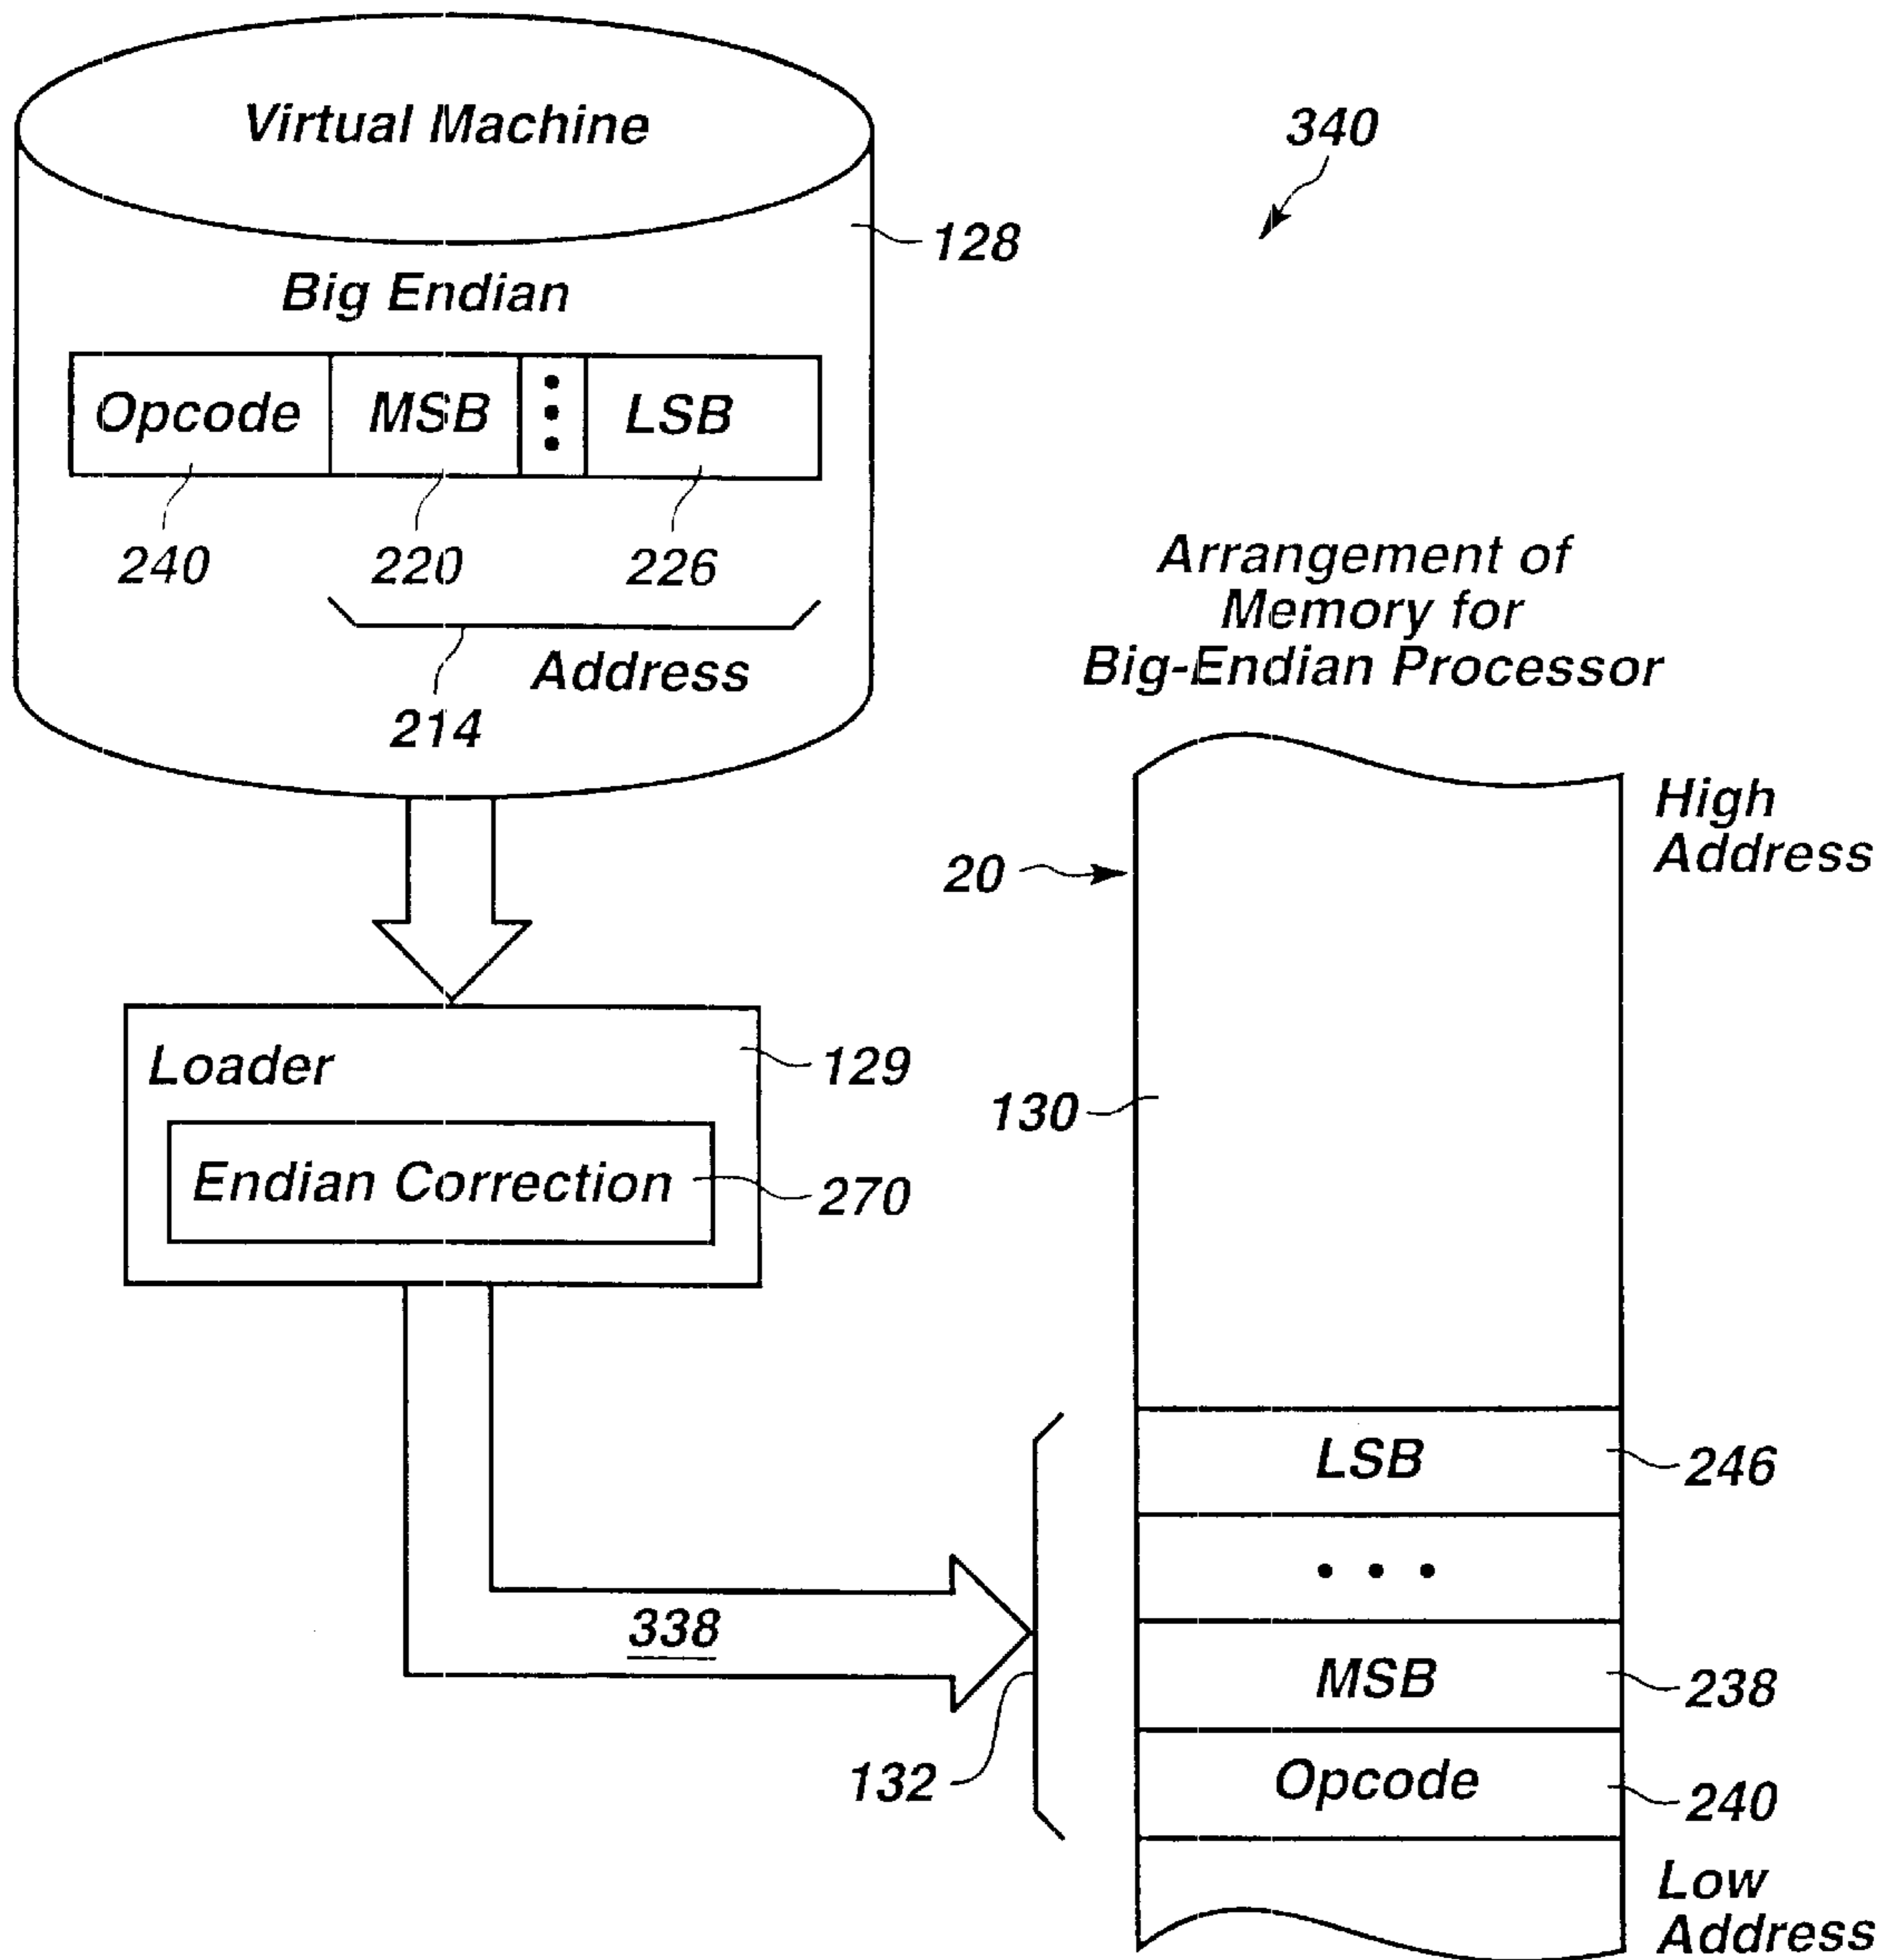 Virtual Machine
340
128
Big Endian
Opcode MSB LSB
240 220 226
Address
214
Arrangement of
Memory for
Big-Endian Processor
High
Address
20
Loader
129
130
Endian Correction
270
LSB
246
• • •
338
MSB
238
132
Opcode
240
Low
Address